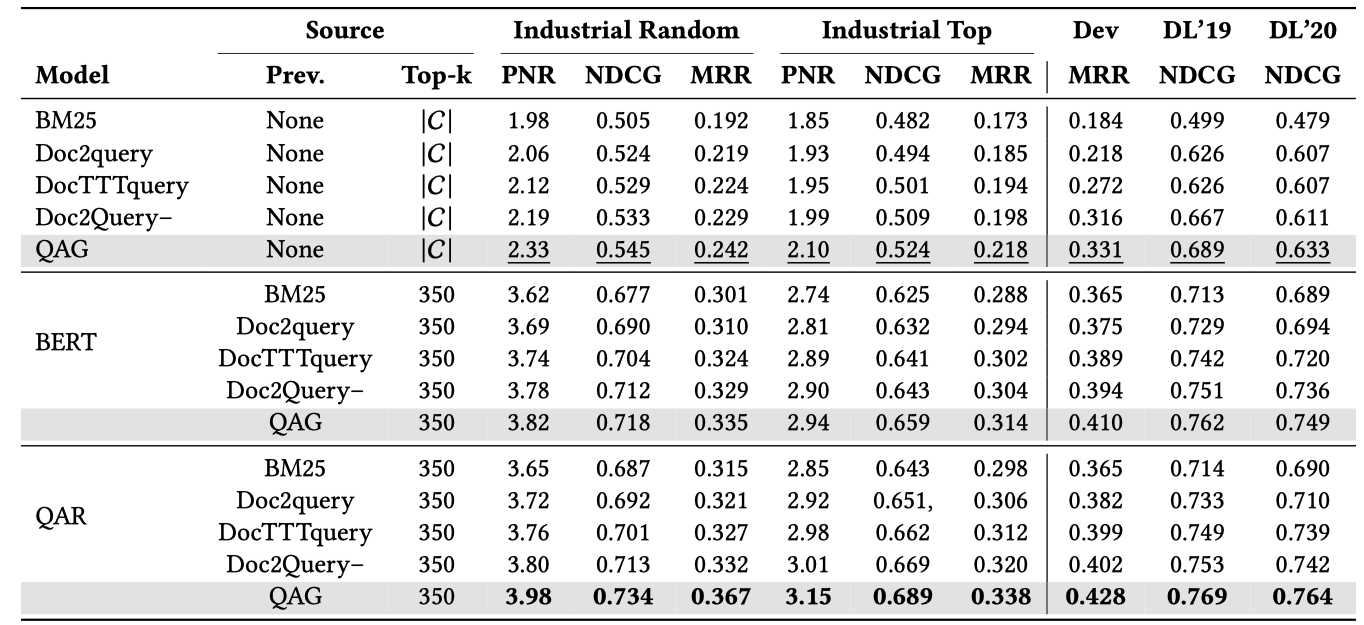 Source Industrial Random Industrial Top Dev DL’19 DL’20
Model Prev. Top-k PNR NDCG MRR PNR NDCG MRR MRR NDCG NDCG
BM25 None |C| 1.98 0.505 0.192 1.85 0.482 0.173 0.184 0.499 0.479
Doc2query None |C| 2.06 0.524 0.219 1.93 0.494 0.185 0.218 0.626 0.607
DocTTTquery None |C| 2.12 0.529 0.224 1.95 0.501 0.194 0.272 0.626 0.607
Doc2Query− None |C| 2.19 0.533 0.229 1.99 0.509 0.198 0.316 0.667 0.611
QAG None |C| 2.33 0.545 0.242 2.10 0.524 0.218 0.331 0.689 0.633
BM25 350 3.62 0.677 0.301 2.74 0.625 0.288 0.365 0.713 0.689
Doc2query 350 3.69 0.690 0.310 2.81 0.632 0.294 0.375 0.729 0.694
BERT
DocTTTquery 350 3.74 0.704 0.324 2.89 0.641 0.302 0.389 0.742 0.720
Doc2Query− 350 3.78 0.712 0.329 2.90 0.643 0.304 0.394 0.751 0.736
QAG 350 3.82 0.718 0.335 2.94 0.659 0.314 0.410 0.762 0.749
BM25 350 3.65 0.687 0.315 2.85 0.643 0.298 0.365 0.714 0.690
Doc2query 350 3.72 0.692 0.321 2.92 0.651, 0.306 0.382 0.733 0.710
QAR
DocTTTquery 350 3.76 0.701 0.327 2.98 0.662 0.312 0.399 0.749 0.739
Doc2Query− 350 3.80 0.713 0.332 3.01 0.669 0.320 0.402 0.753 0.742
QAG 350 3.98 0.734 0.367 3.15 0.689 0.338 0.428 0.769 0.764